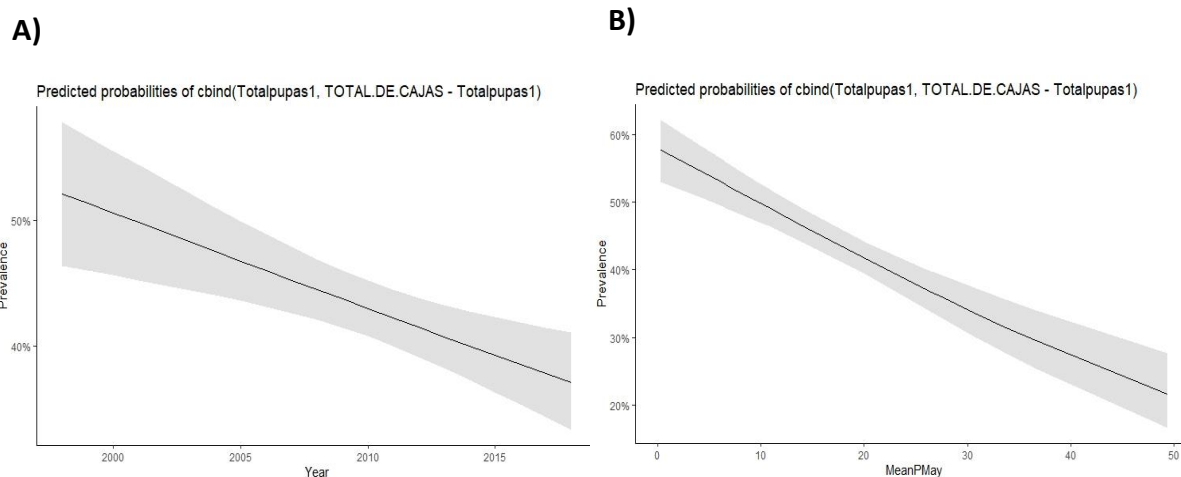 A)
Predicted probabilities of cbind(Totalpupas1, TOTAL.DE.CAJAS - Totalpupas1)
50%
40%
Prevalence
2000
2005
2010
2015
Year
B)
Predicted probabilities of cbind(Totalpupas1, TOTAL.DE.CAJAS - Totalpupas1)
60%
50%
40%
30%
20%
Prevalence
0
10
20
30
40
50
MeanPMay